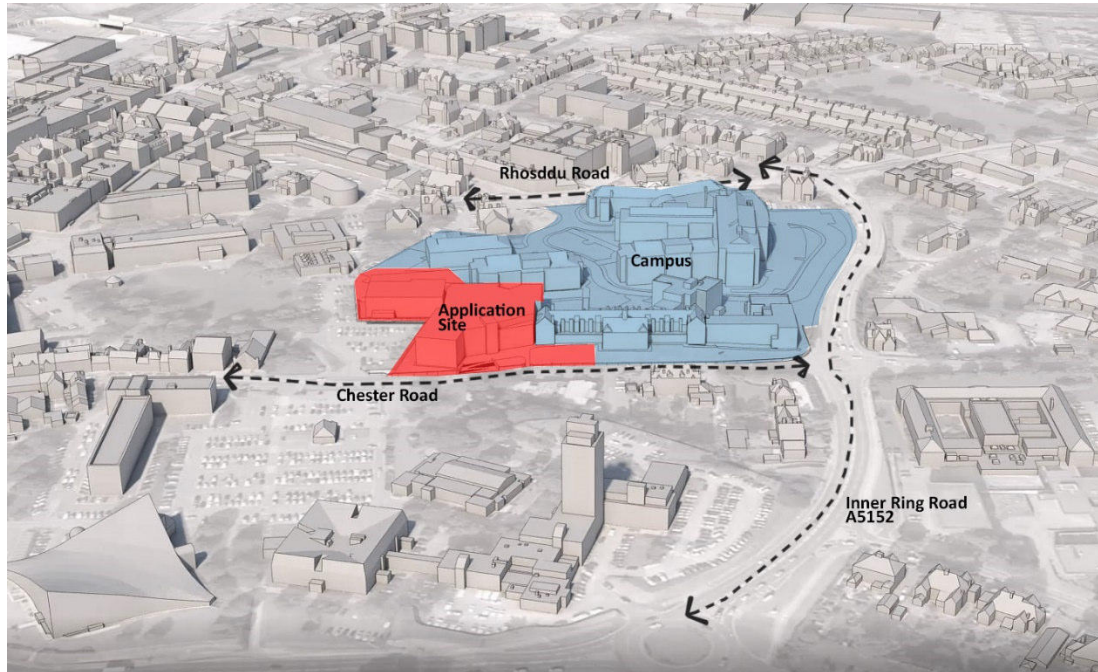 Rhosddu Road
Campus
Application
Site
Chester Road
Inner Ring Road
A5152